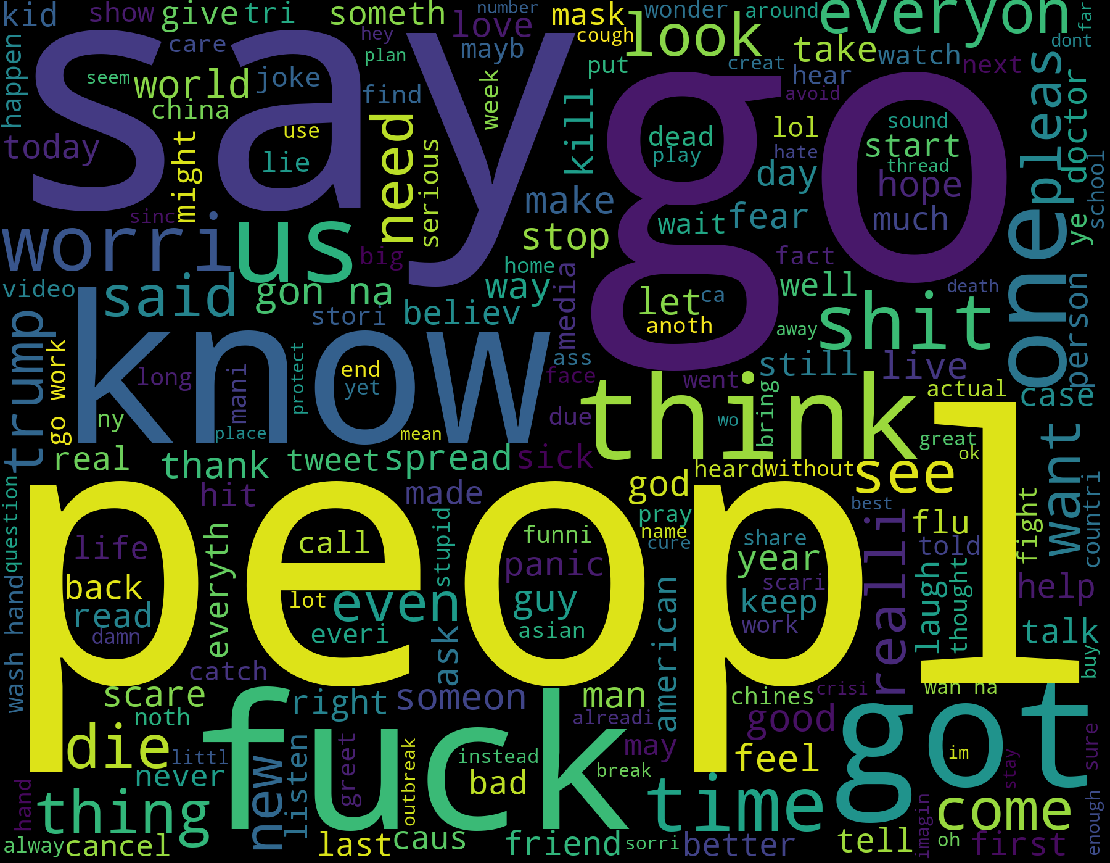 kid
show
give
tri
someth
love
mask
wonder
around
everyon
far
number
hey
plan
mayb
cough
look
take
watch
dont
happen
say
care
seem
world
joke
find
week
put
creat
hear
next
china
use
need
go
avoid
pleas
today
might
lie
serious
kill
dead
play
lol
hate
sound
start
thread
doctor
day
hope
school
make
much
one
ye
sinc
worri
us
big
stop
wait
fear
fact
video
said
gon na
home
way
media
let
ca
well
death
person
stori
believ
anoth
away
shit
trump
go work
know
long
mani
protect
end
yet
ass
face
still
live
ny
place
mean
due
went
think
bring
wo
actual
case
great
ok
real
thank
tweet
spread
sick
heard
without
see
want
countri
question
hit
made
god
best
peopl
pray
name
cure
share
flu
fight
life
call
funni
panic
year
told
back
stupid
scari
thought
help
read
everyth
lot
even
guy
keep
damn
everi
asian
work
realli
laugh
talk
wash hand
ask
american
buy
catch
scare
right
someon
man
chines
crisi
wan na
noth
alreadi
good
got
die
fuck
may
sure
littl
new
listen
greet
outbreak
instead
feel
im
never
bad
break
stay
hand
thing
time
come
imagin
enough
alway
cancel
last
caus
friend
sorri
better
tell
oh
first